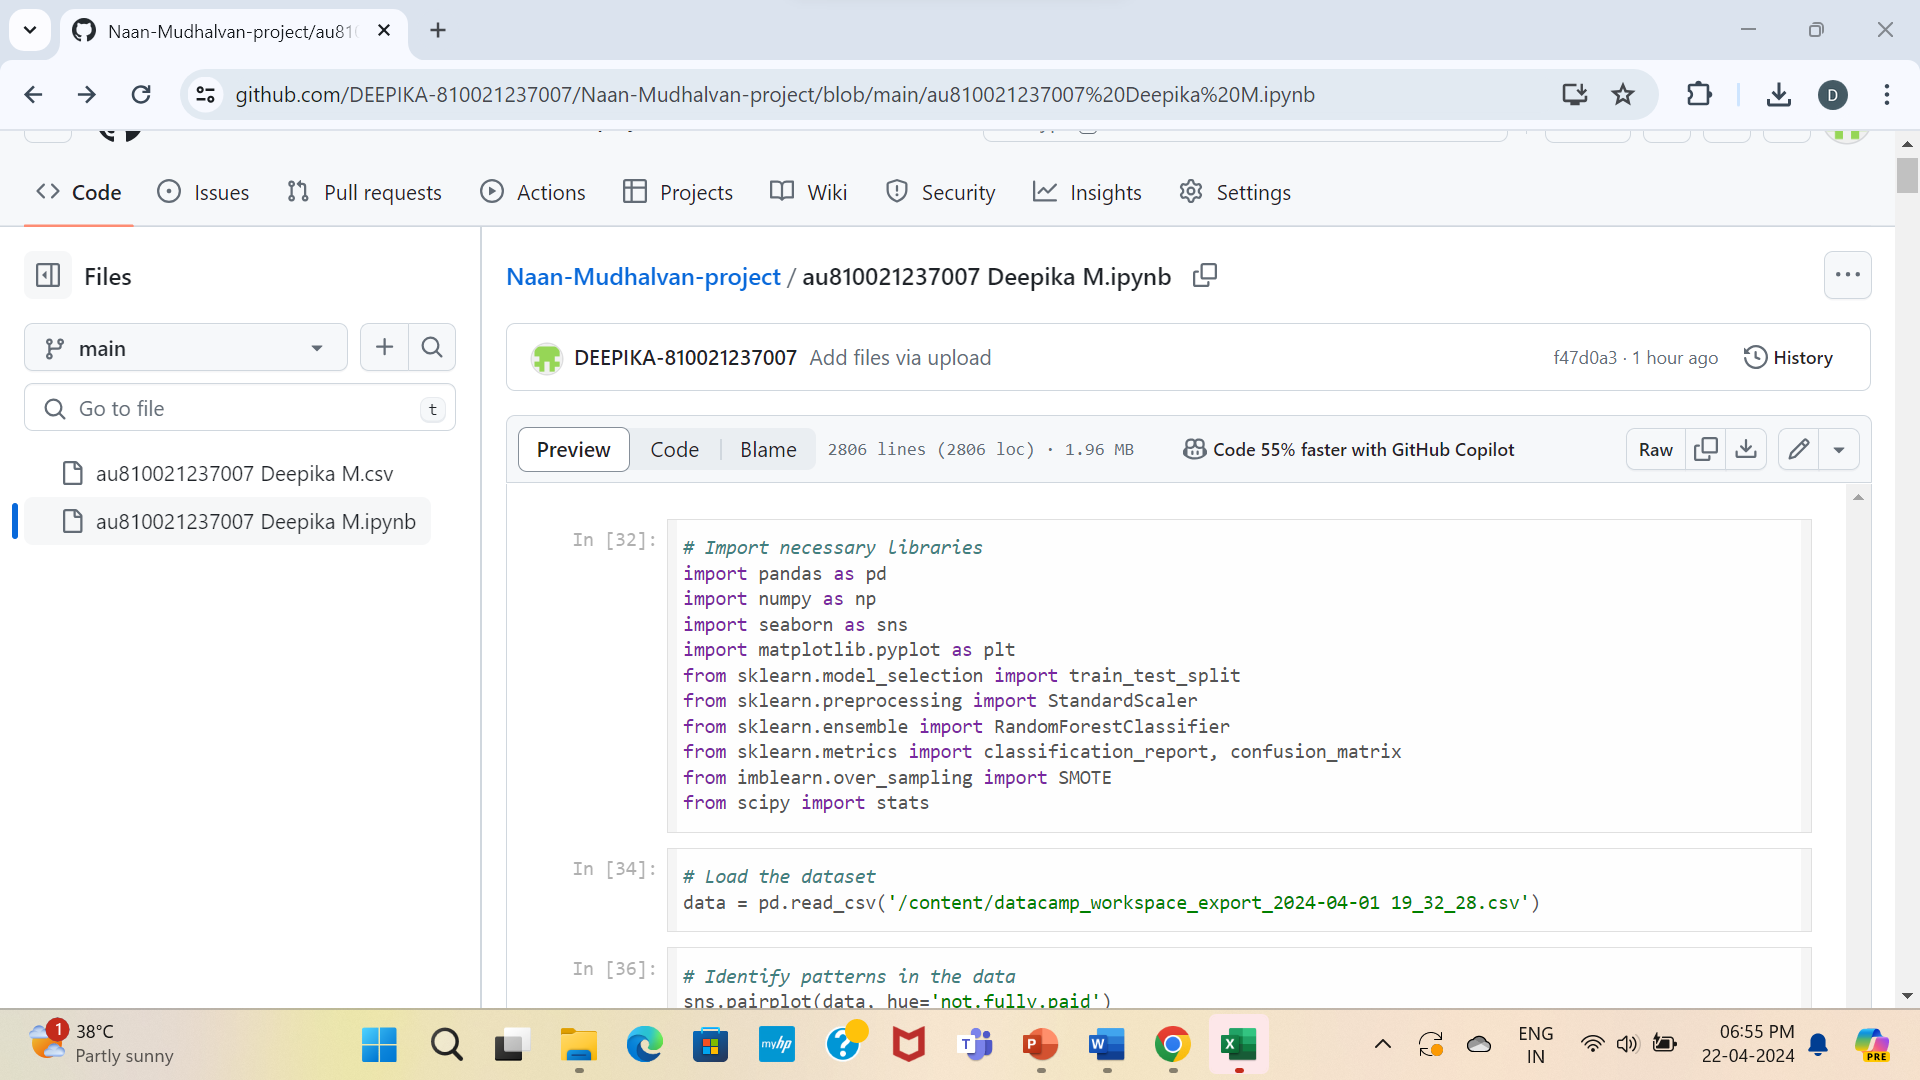 Naan-Mudhalvan-project/au810
github.com/DEEPIKA-810021237007/Naan-Mudhalvan-project/blob/main/au810021237007%20Deepika%20M.ipynb
D
Code Issues Pull requests Actions Projects Wiki Security Insights Settings
Files
main
Go to file t
au810021237007 Deepika M.csv
au810021237007 Deepika M.ipynb
Naan-Mudhalvan-project / au810021237007 Deepika M.ipynb
DEEPIKA-810021237007 Add files via upload f47d0a3 · 1 hour ago History
Preview Code Blame 2806 lines (2806 loc) · 1.96 MB Code 55% faster with GitHub Copilot Raw
In [32]:
# Import necessary libraries
import pandas as pd
import numpy as np
import seaborn as sns
import matplotlib.pyplot as plt
from sklearn.model_selection import train_test_split
from sklearn.preprocessing import StandardScaler
from sklearn.ensemble import RandomForestClassifier
from sklearn.metrics import classification_report, confusion_matrix
from imblearn.over_sampling import SMOTE
from scipy import stats
In [34]:
# Load the dataset
data = pd.read_csv('/content/datacamp_workspace_export_2024-04-01 19_32_28.csv')
In [36]:
# Identify patterns in the data
sns.pairplot(data, hue='not.fully.paid')
1
38°C
Partly sunny
myhp
ENG
IN
06:55 PM
22-04-2024
PRE